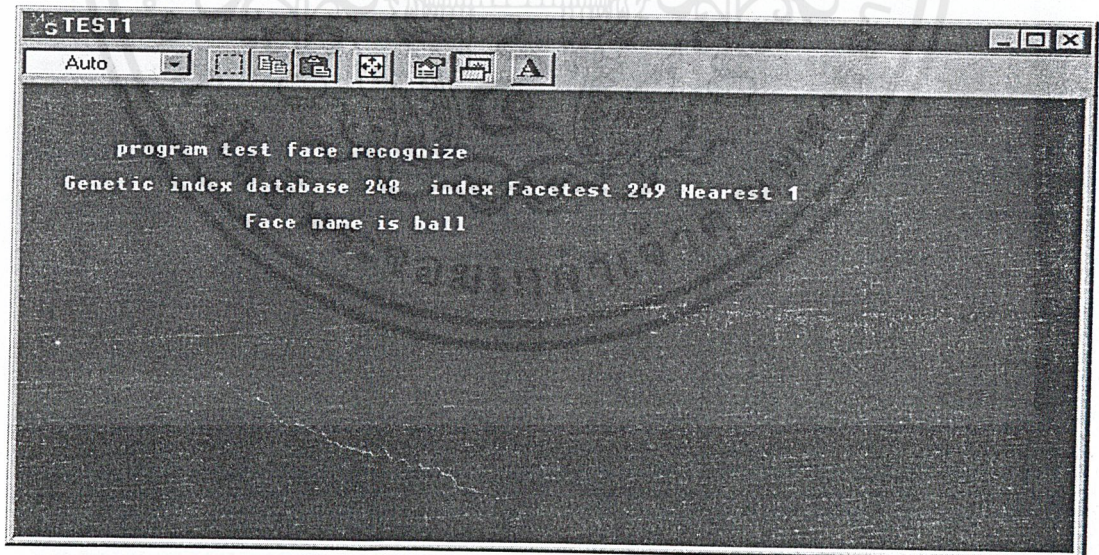 TEST1
Auto
A
program test face recognize
Genetic index database 248 index Facetest 249 Nearest 1
Face name is ball